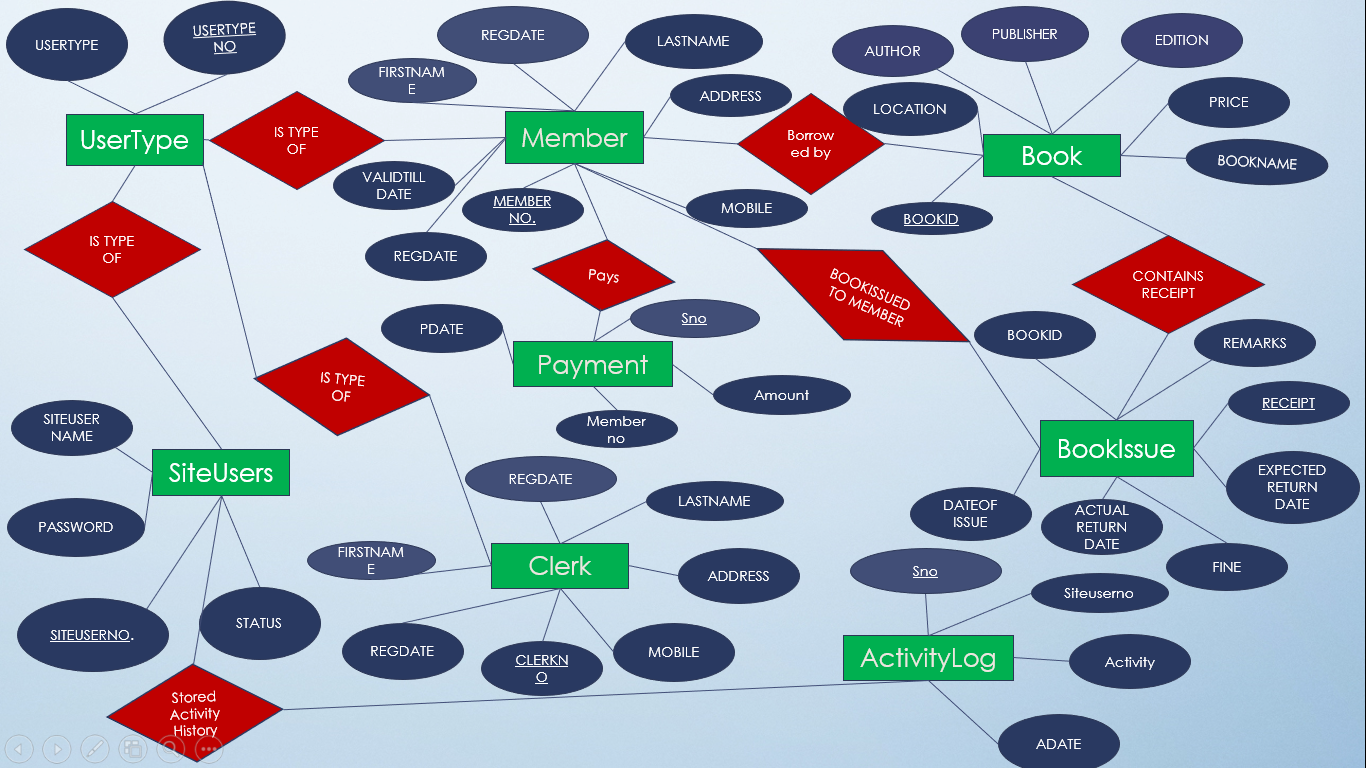 USERTYPE
USERTYPE
NO
UserType
IS TYPE
OF
REGDATE
LASTNAME
FIRSTNAM
E
ADDRESS
Member
VALIDTILL
DATE
MEMBER
NO.
MOBILE
REGDATE
Borrow
ed by
AUTHOR
PUBLISHER
EDITION
LOCATION
PRICE
Book
BOOKNAME
BOOKID
IS TYPE
OF
Pays
BOOKISSUED
TO MEMBER
CONTAINS
RECEIPT
PDATE
Sno
Payment
Amount
Member
no
IS TYPE
OF
BOOKID
REMARKS
RECEIPT
BookIssue
EXPECTED
RETURN
DATE
DATEOF
ISSUE
ACTUAL
RETURN
DATE
FINE
SITEUSER
NAME
SiteUsers
PASSWORD
SITEUSERNO.
STATUS
REGDATE
LASTNAME
FIRSTNAM
E
Clerk
ADDRESS
REGDATE
CLERKN
O
MOBILE
Sno
Siteuserno
ActivityLog
Activity
ADATE
Stored
Activity
History